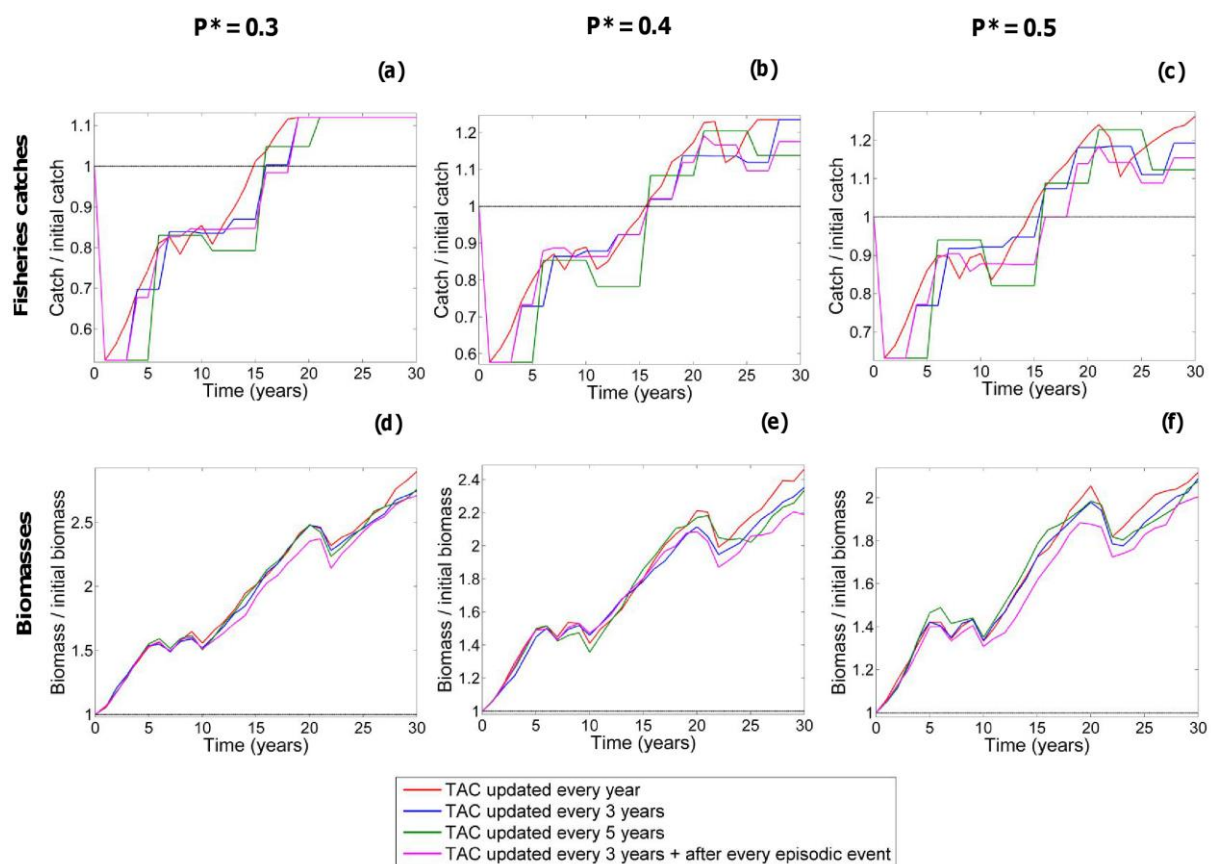 P* = 0.3
P* = 0.4
P* = 0.5
(a)
(b)
(c)
Fisheries catches
Catch / initial catch
1.1
1
0.9
0.8
0.7
0.6
0 5 10 15 20 25 30
Time (years)
Catch / initial catch
1.2
1.1
1
0.9
0.8
0.7
0.6
0 5 10 15 20 25 30
Time (years)
Catch / initial catch
1.2
1.1
1
0.9
0.8
0.7
0 5 10 15 20 25 30
Time (years)
(d)
(e)
(f)
Biomasses
Biomass / initial biomass
2.5
2
1.5
1
0 5 10 15 20 25 30
Time (years)
Biomass / initial biomass
2.4
2.2
2
1.8
1.6
1.4
1.2
1
0 5 10 15 20 25 30
Time (years)
Biomass / initial biomass
2
1.8
1.6
1.4
1.2
1
0 5 10 15 20 25 30
Time (years)
TAC updated every year
TAC updated every 3 years
TAC updated every 5 years
TAC updated every 3 years + after every episodic event